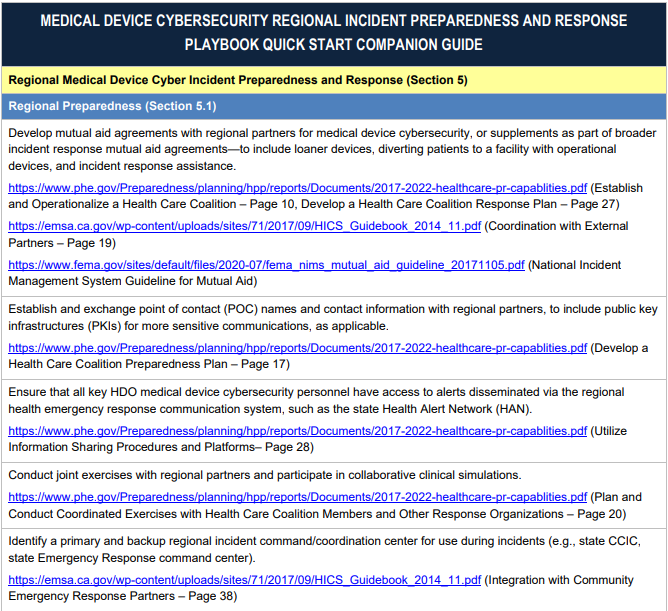 MEDICAL DEVICE CYBERSECURITY REGIONAL INCIDENT PREPAREDNESS AND RESPONSE
PLAYBOOK QUICK START COMPANION GUIDE
Regional Medical Device Cyber Incident Preparedness and Response (Section 5)
Regional Preparedness (Section 5.1)
Develop mutual aid agreements with regional partners for medical device cybersecurity, or supplements as part of broader
incident response mutual aid agreements—to include loaner devices, diverting patients to a facility with operational
devices, and incident response assistance.
https://www.phe.gov/Preparedness/planning/hpp/reports/Documents/2017-2022-healthcare-pr-capablities.pdf (Establish
and Operationalize a Health Care Coalition – Page 10, Develop a Health Care Coalition Response Plan – Page 27)
https://emsa.ca.gov/wp-content/uploads/sites/71/2017/09/HICS_Guidebook_2014_11.pdf (Coordination with External
Partners – Page 19)
https://www.fema.gov/sites/default/files/2020-07/fema_nims_mutual_aid_guideline_20171105.pdf (National Incident
Management System Guideline for Mutual Aid)
Establish and exchange point of contact (POC) names and contact information with regional partners, to include public key
infrastructures (PKIs) for more sensitive communications, as applicable.
https://www.phe.gov/Preparedness/planning/hpp/reports/Documents/2017-2022-healthcare-pr-capablities.pdf (Develop a
Health Care Coalition Preparedness Plan – Page 17)
Ensure that all key HDO medical device cybersecurity personnel have access to alerts disseminated via the regional
health emergency response communication system, such as the state Health Alert Network (HAN).
https://www.phe.gov/Preparedness/planning/hpp/reports/Documents/2017-2022-healthcare-pr-capablities.pdf (Utilize
Information Sharing Procedures and Platforms– Page 28)
Conduct joint exercises with regional partners and participate in collaborative clinical simulations.
https://www.phe.gov/Preparedness/planning/hpp/reports/Documents/2017-2022-healthcare-pr-capablities.pdf (Plan and
Conduct Coordinated Exercises with Health Care Coalition Members and Other Response Organizations – Page 20)
Identify a primary and backup regional incident command/coordination center for use during incidents (e.g., state CCIC,
state Emergency Response command center).
https://emsa.ca.gov/wp-content/uploads/sites/71/2017/09/HICS_Guidebook_2014_11.pdf (Integration with Community
Emergency Response Partners – Page 38)